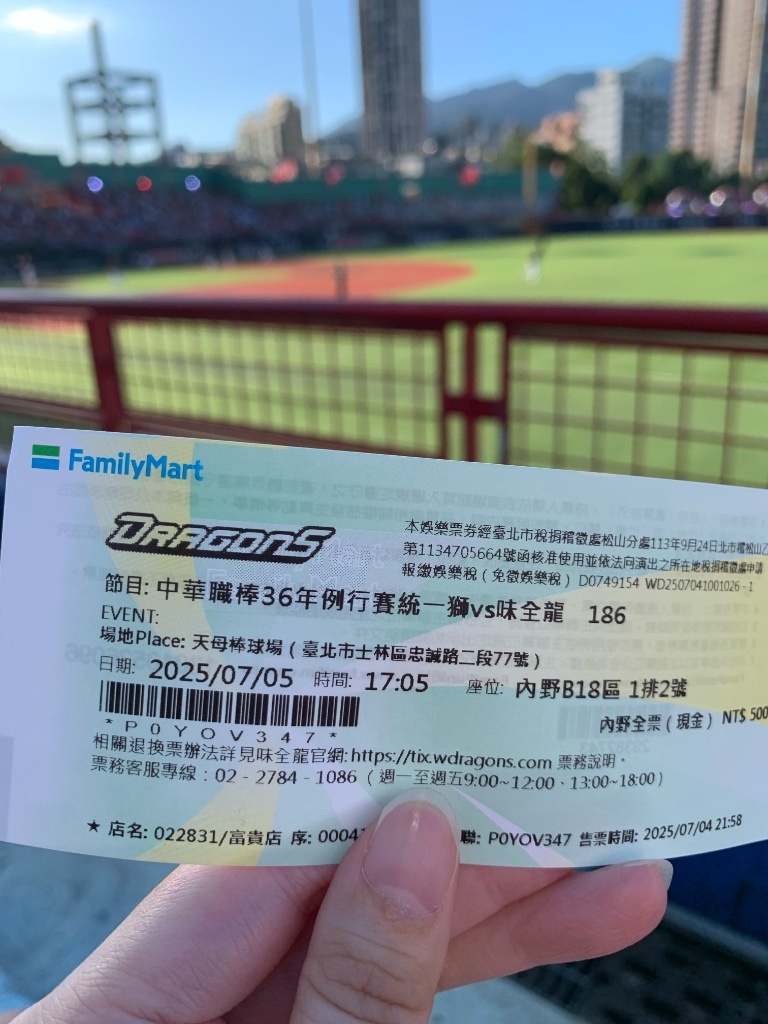 FamilyMart
DRAGONS
本娛樂票券經臺北市稅捐稽徵處松山分處113年9月24日北市稽松山乙
第1134705664號函核准使用並依法向演出之所在地稅捐稽徵處申請
報繳娛樂稅(免徵娛樂稅) D0749154 WD2507041001026-1
節目: 中華職棒36年例行賽統一獅vs味全龍 186
EVENT:
場地Place: 天母棒球場(臺北市士林區忠誠路二段77號)
日期: 2025/07/05 時間: 17:05 座位: 內野B18區 1排2號
*P0YOV347*
內野全票(現金) NT$ 500
相關退換票辦法詳見味全龍官網:https://tix.wdragons.com 票務說明。
票務客服專線:02-2784-1086 (週一至週五9:00~12:00、13:00~18:00)
★ 店名: 022831/富貴店 序: 0004 聯: P0YOV347 售票時間: 2025/07/04 21:58